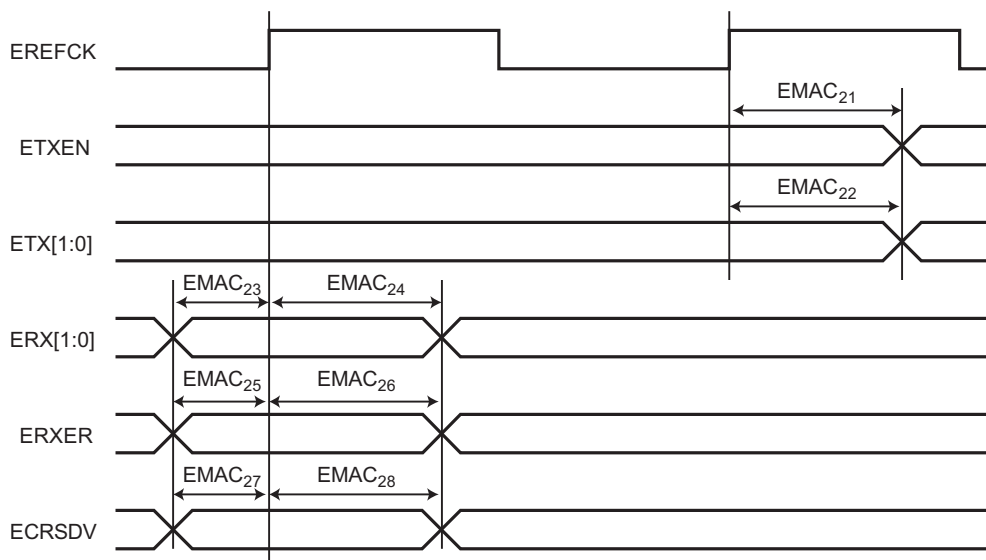 EREFCK
EMAC21
ETXEN
EMAC22
ETX[1:0]
EMAC23 EMAC24
ERX[1:0]
EMAC25 EMAC26
ERXER
EMAC27 EMAC28
ECRSDV